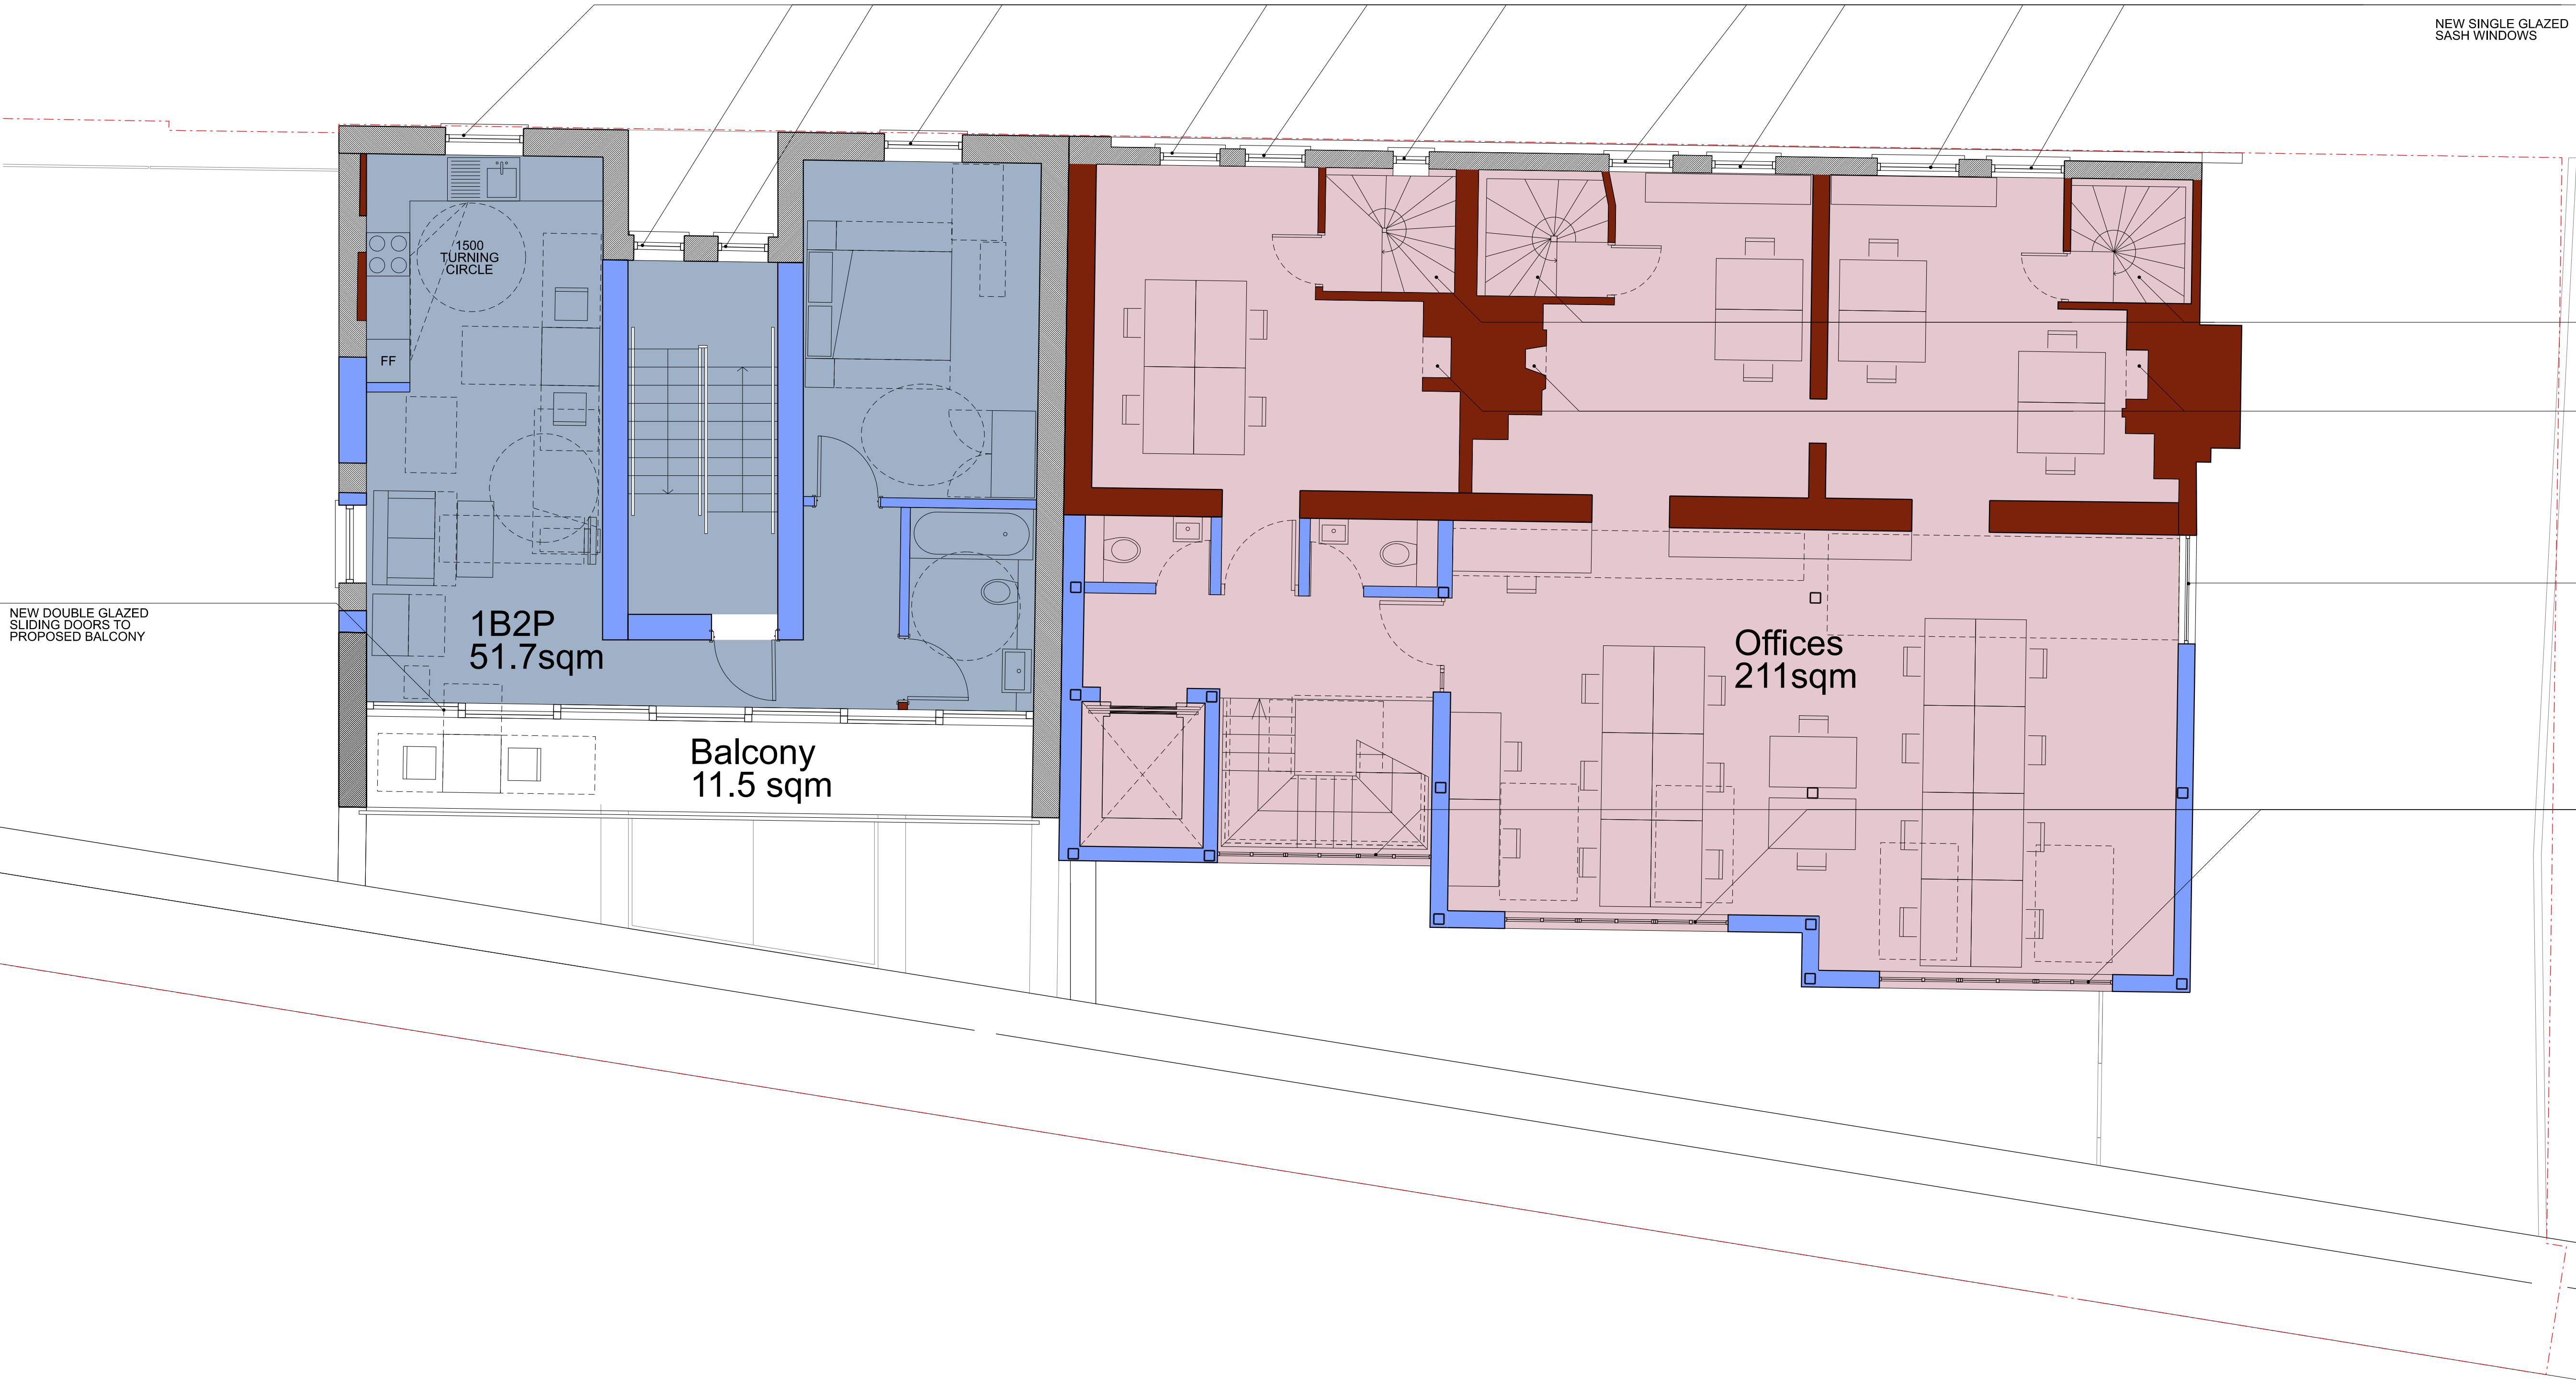 NEW SINGLE GLAZED
SASH WINDOWS
1500
TURNING
CIRCLE
FF
NEW DOUBLE GLAZED
SLIDING DOORS TO
PROPOSED BALCONY
1B2P
51.7sqm
Offices
211sqm
Balcony
11.5 sqm